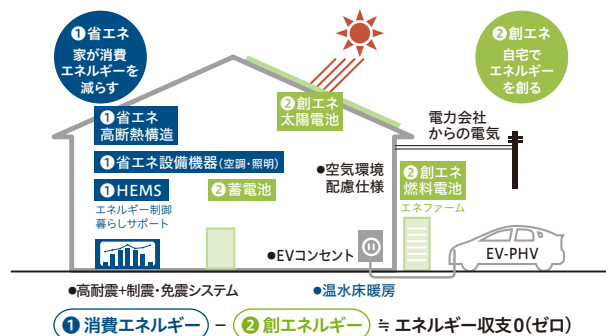 ❶省エネ
家が消費
エネルギーを
減らす
❷創エネ
自宅で
エネルギー
を創る
❶省エネ
高断熱構造
❷創エネ
太陽電池
電力会社
からの電気
❶省エネ設備機器(空調・照明)
●空気環境
配慮仕様
❷創エネ
燃料電池
エネファーム
❶HEMS
エネルギー制御
暮らしサポート
❷蓄電池
●EVコンセント
EV-PHV
●高耐震+制震・免震システム
●温水床暖房
❶消費エネルギー − ❷創エネルギー ≒ エネルギー収支0(ゼロ)